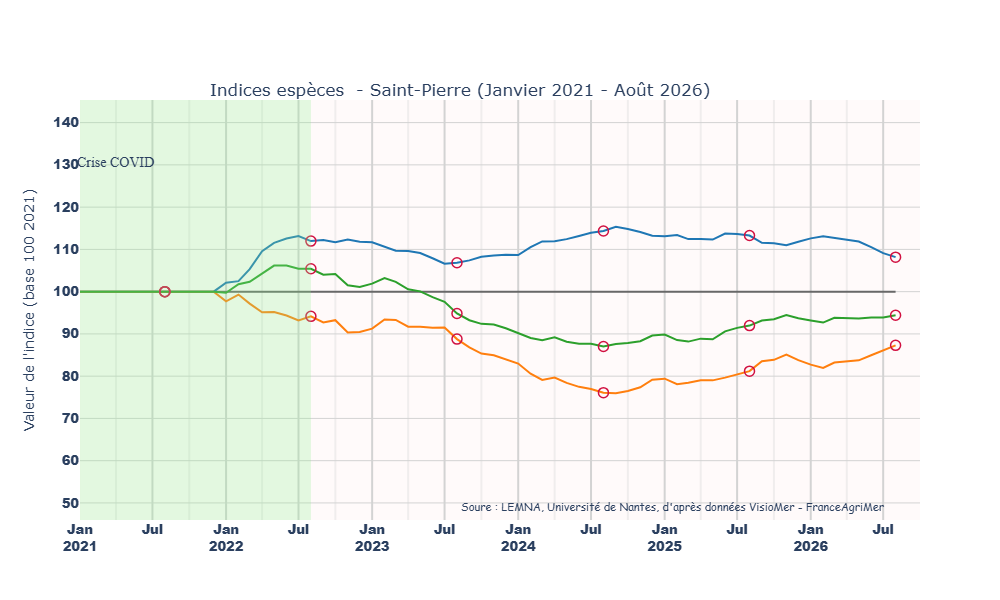 Indices espèces  - Saint-Pierre (Janvier 2021 - Août 2026)
Valeur de l'indice (base 100 2021)
140
130
Crise COVID
120
110
100
90
80
70
60
50
Soure : LEMNA, Université de Nantes, d'après données VisioMer - FranceAgriMer
Jan Jul Jan Jul Jan Jul Jan Jul Jan Jul Jan Jul
2021 2022 2023 2024 2025 2026